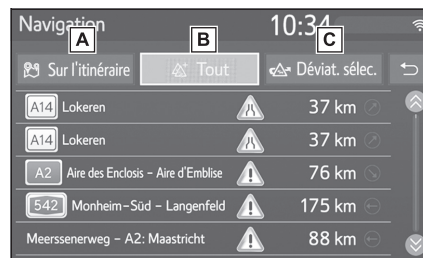 Navigation 10:34
A B C
Sur l'itinéraire Tout Déviat. sélec.
A14 Lokeren 37 km
A14 Lokeren 37 km
A2 Aire des Enclosis – Aire d'Emblise 76 km
542 Monheim–Süd – Langenfeld 175 km
Meerssenerweg – A2: Maastricht 88 km